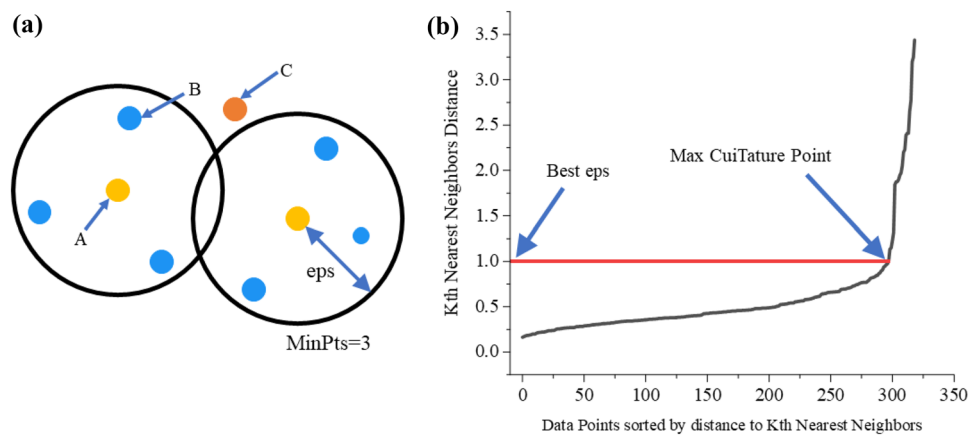 (a)
B
C
A
eps
MinPts=3
(b)
Kth Nearest Neighbors Distance
3.5
3.0
2.5
2.0
1.5
1.0
0.5
0.0
Best eps
Max CuiTature Point
0
50
100
150
200
250
300
350
Data Points sorted by distance to Kth Nearest Neighbors